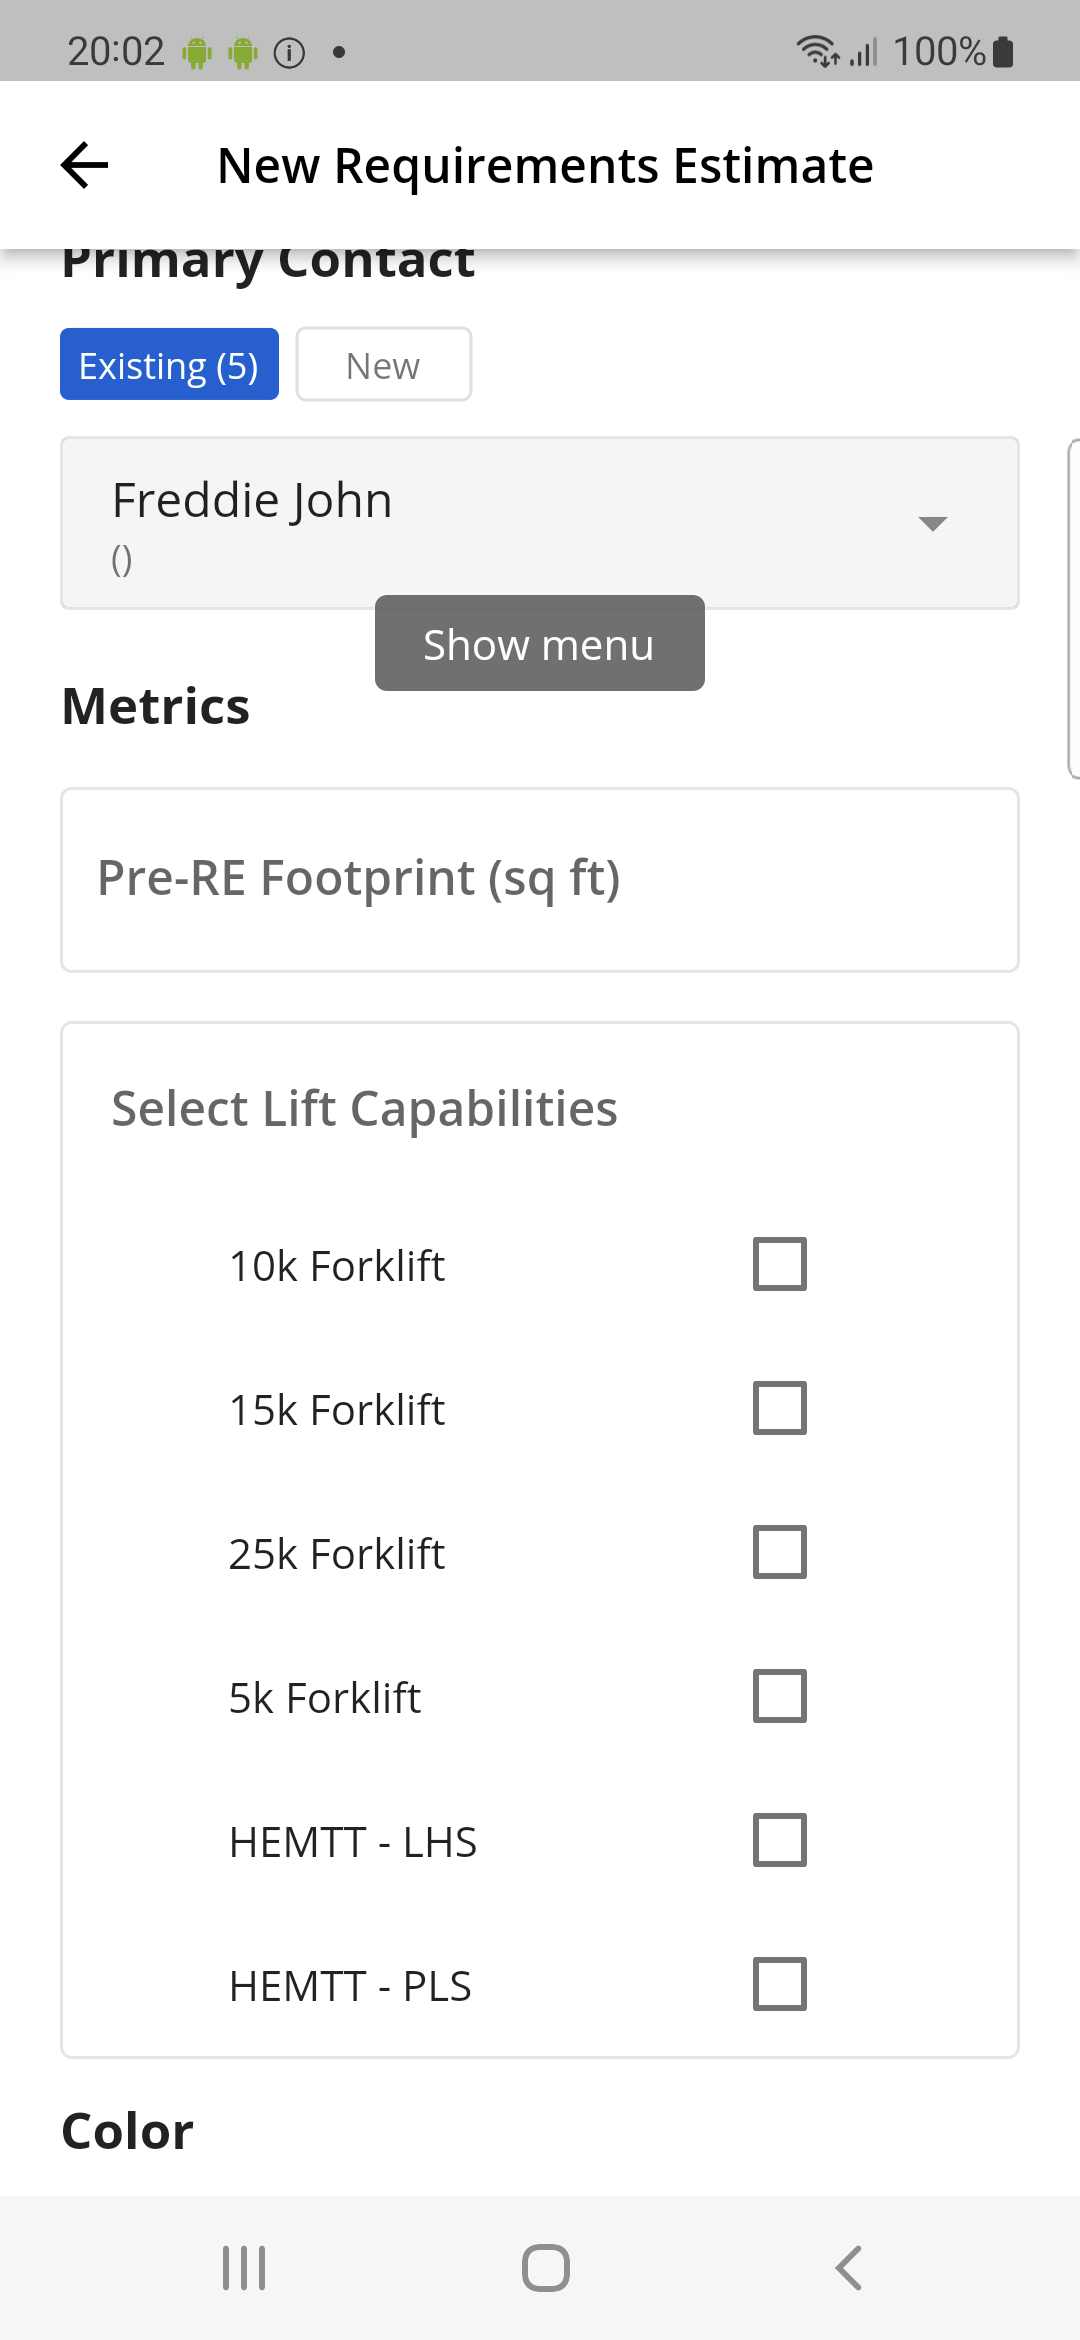 20:02
100%
New Requirements Estimate
Primary Contact
Existing (5)
New
Freddie John
()
Show menu
Metrics
Pre-RE Footprint (sq ft)
Select Lift Capabilities
10k Forklift
15k Forklift
25k Forklift
5k Forklift
HEMTT - LHS
HEMTT - PLS
Color